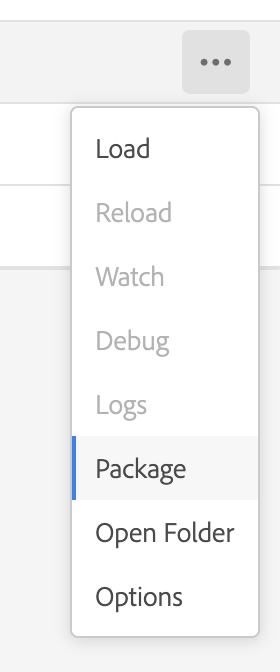 Load
Reload
Watch
Debug
Logs
Package
Open Folder
Options